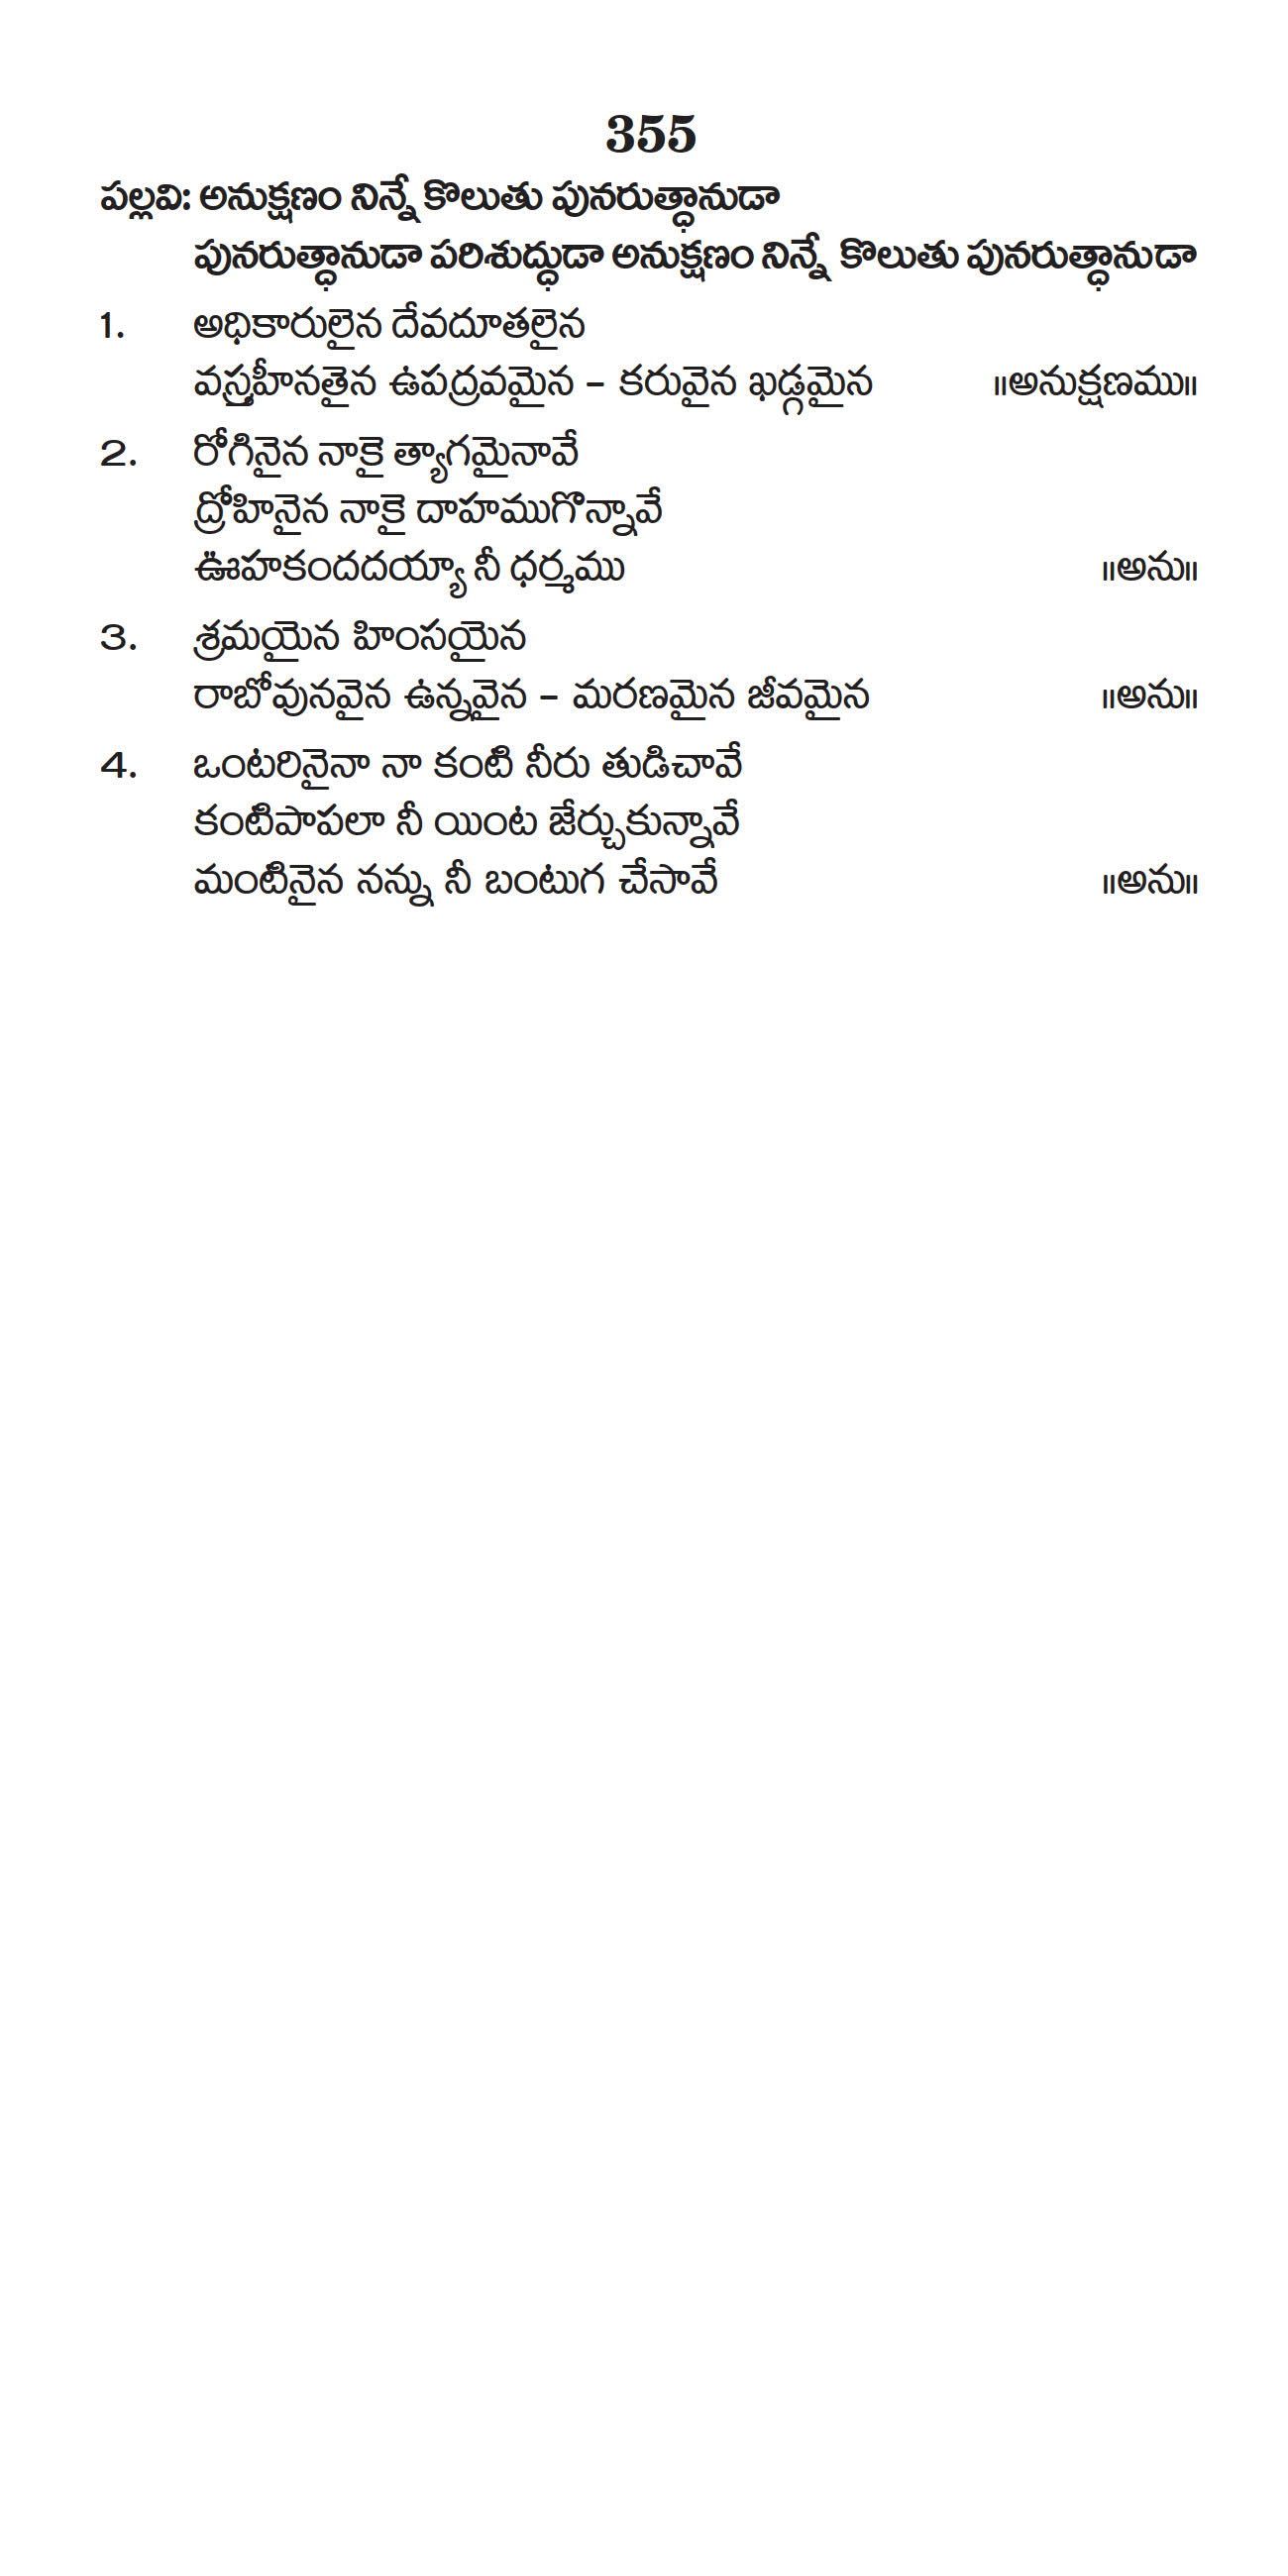 355
పల్లవి: అనుక్షణం నిన్నే కొలుతు పునరుత్ధానుడా
పునరుత్ధానుడా పరిశుద్ధుడా అనుక్షణం నిన్నే కొలుతు పునరుత్ధానుడా
1. అధికారులైన దేవదూతలైన
వస్త్రహీనతైన ఉపద్రవమైన – కరువైన ఖడ్గమైన ॥అనుక్షణము॥
2. రోగినైన నాకై త్యాగమైనావే
ద్రోహినైన నాకై దాహముగొన్నావే
ఊహకందదయ్యా నీ ధర్మము ॥అను॥
3. శ్రమయైన హింసయైన
రాబోవునవైన ఉన్నవైన – మరణమైన జీవమైన ॥అను॥
4. ఒంటరినైనా నా కంటి నీరు తుడిచావే
కంటిపాపలా నీ యింట జేర్చుకున్నావే
మంటినైన నన్ను నీ బంటుగ చేసావే ॥అను॥